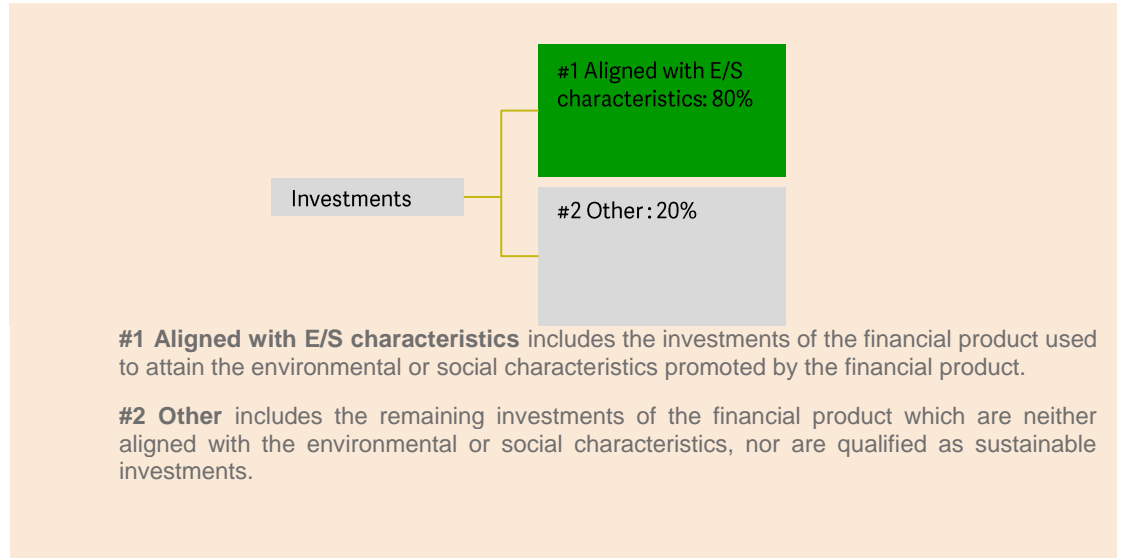 #1 Aligned with E/S
characteristics: 80%
Investments
#2 Other : 20%
#1 Aligned with E/S characteristics includes the investments of the financial product used
to attain the environmental or social characteristics promoted by the financial product.
#2 Other includes the remaining investments of the financial product which are neither
aligned with the environmental or social characteristics, nor are qualified as sustainable
investments.